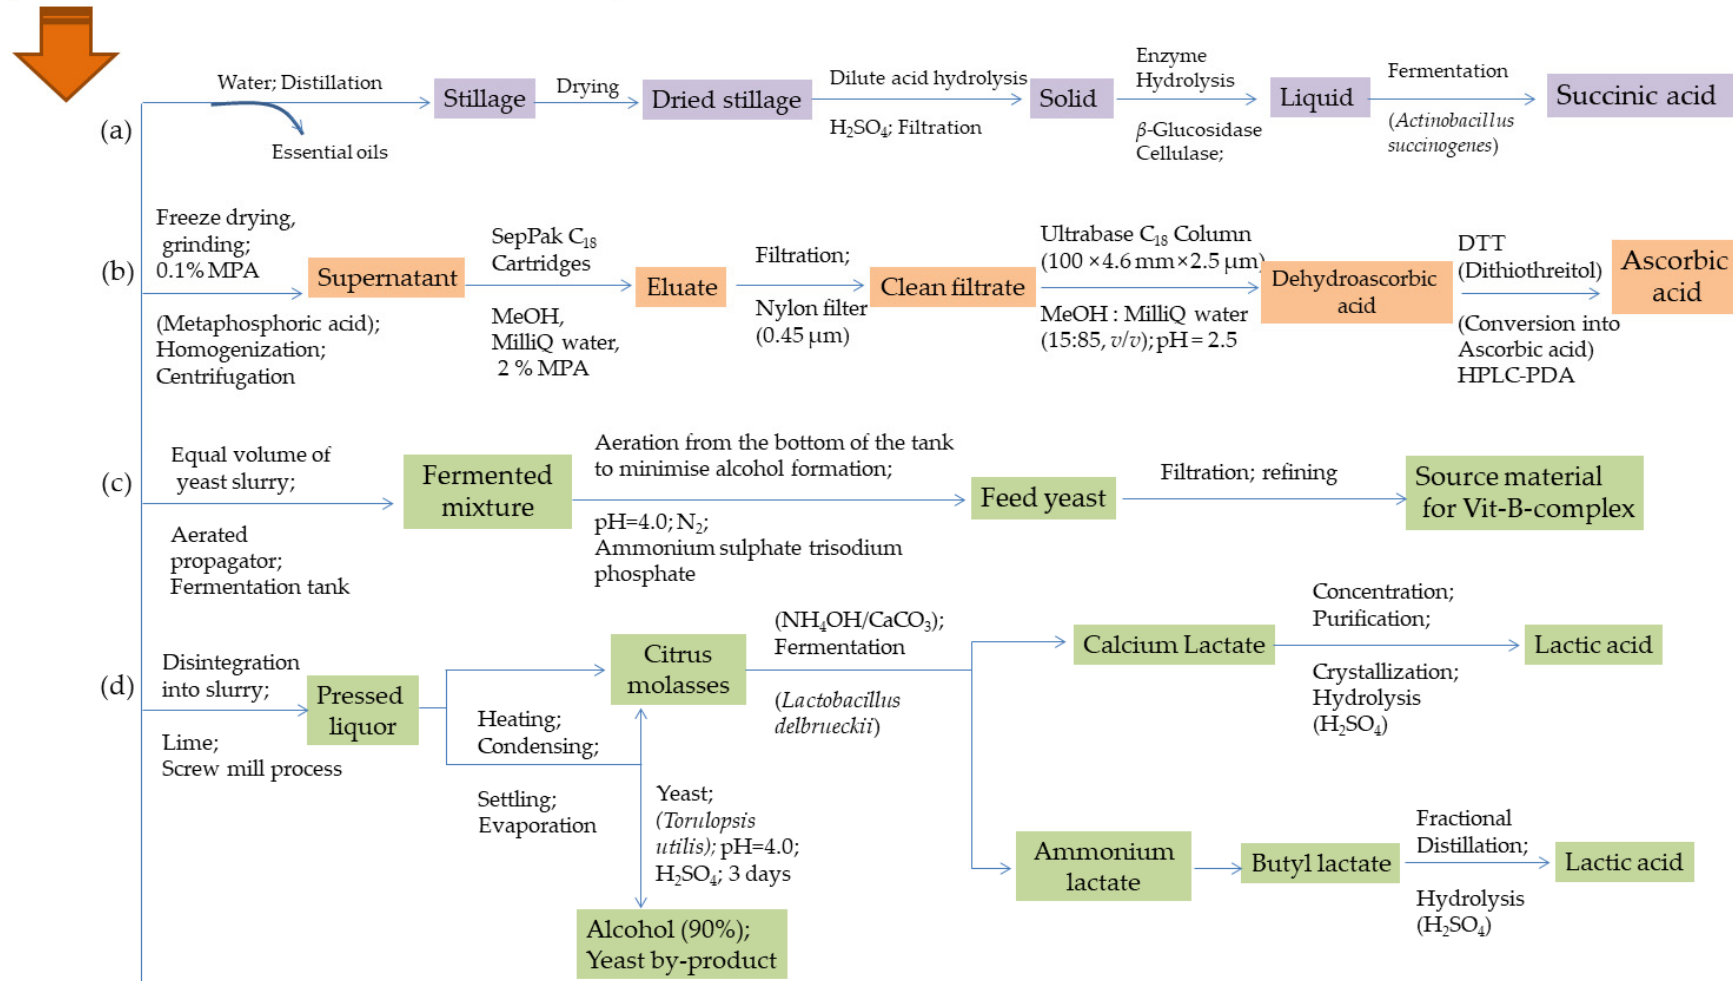 (a)
Water; Distillation
Essential oils
Stillage
Drying
Dried stillage
Dilute acid hydrolysis
H₂SO₄; Filtration
Solid
Enzyme
Hydrolysis
β-Glucosidase
Cellulase;
Liquid
Fermentation
(Actinobacillus
succinogenes)
Succinic acid
(b)
Freeze drying,
grinding;
0.1% MPA
(Metaphosphoric acid);
Homogenization;
Centrifugation
Supernatant
SepPak C₁₈
Cartridges
MeOH,
MilliQ water,
2 % MPA
Eluate
Filtration;
Nylon filter
(0.45 μm)
Clean filtrate
Ultrabase C₁₈ Column
(100 ×4.6 mm×2.5 μm)
MeOH : MilliQ water
(15:85, v/v); pH = 2.5
Dehydroascorbic
acid
DTT
(Dithiothreitol)
(Conversion into
Ascorbic acid)
HPLC-PDA
Ascorbic
acid
(c)
Equal volume of
yeast slurry;
Aerated
propagator;
Fermentation tank
Fermented
mixture
Aeration from the bottom of the tank
to minimise alcohol formation;
pH=4.0; N₂;
Ammonium sulphate trisodium
phosphate
Feed yeast
Filtration; refining
Source material
for Vit-B-complex
(d)
Disintegration
into slurry;
Lime;
Screw mill process
Pressed
liquor
Heating;
Condensing;
Settling;
Evaporation
Citrus
molasses
Yeast;
(Torulopsis
utilis); pH=4.0;
H₂SO₄; 3 days
Alcohol (90%);
Yeast by-product
(NH₄OH/CaCO₃);
Fermentation
(Lactobacillus
delbrueckii)
Calcium Lactate
Concentration;
Purification;
Crystallization;
Hydrolysis
(H₂SO₄)
Lactic acid
Ammonium
lactate
Butyl lactate
Fractional
Distillation;
Hydrolysis
(H₂SO₄)
Lactic acid